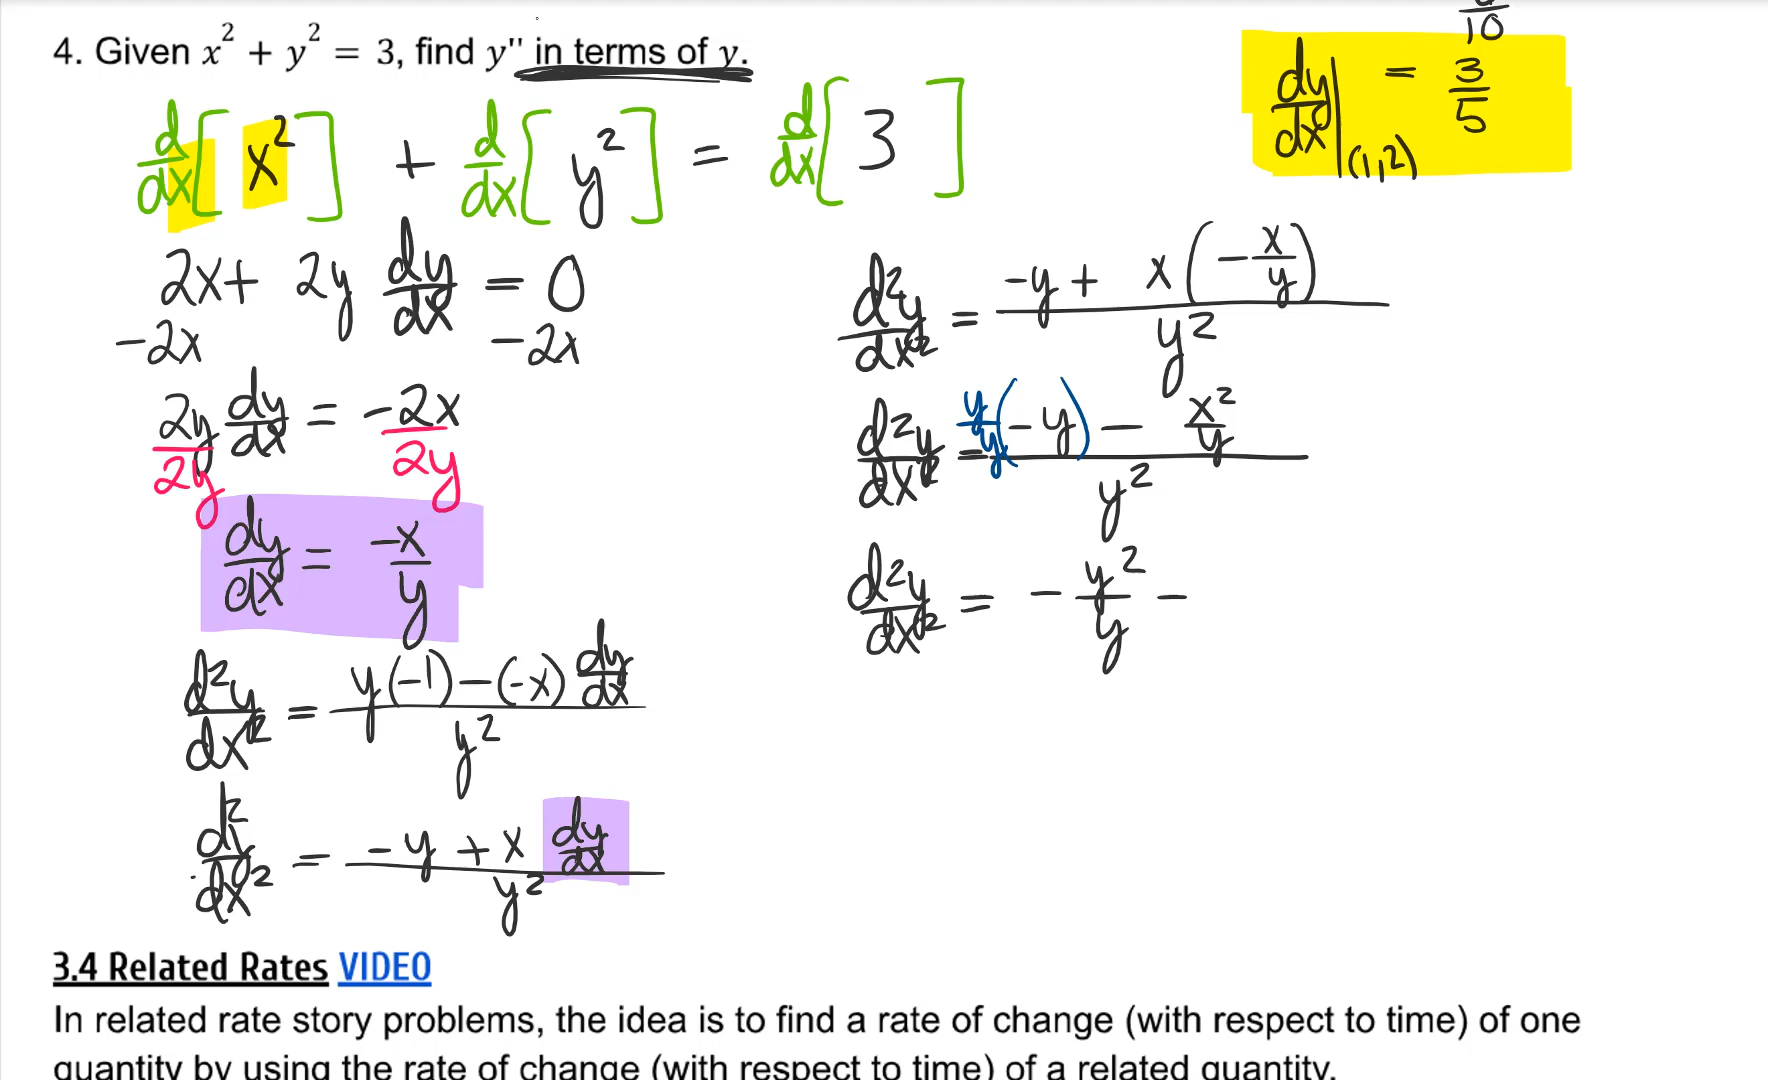 4. Given x² + y² = 3, find y'' in terms of y.
d/dx [x²] + d/dx [y²] = d/dx [3]
2x + 2y dy/dx = 0
-2x -2x
2y dy/dx = -2x
2y 2y
dy/dx = -x/y
d²y/dx² = (y(-1) - (-x) dy/dx) / y²
d²y/dx² = (-y + x dy/dx) / y²
10
dy/dx |(1,2) = 3/5
d²y/dx² = (-y + x(-x/y)) / y²
d²y/dx² = (y/y(-y) - x²/y) / y²
d²y/dx² = - y²/y -
3.4 Related Rates VIDEO
In related rate story problems, the idea is to find a rate of change (with respect to time) of one
quantity by using the rate of change (with respect to time) of a related quantity.